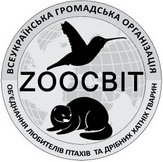 ВСЕУКРАЇНСЬКА ГРОМАДСЬКА ОРГАНІЗАЦІЯ
ZOOСВІТ
ОБ'ЄДНАННЯ ЛЮБИТЕЛІВ ПТАХІВ ТА ДРІБНИХ ХАТНІХ ТВАРИН